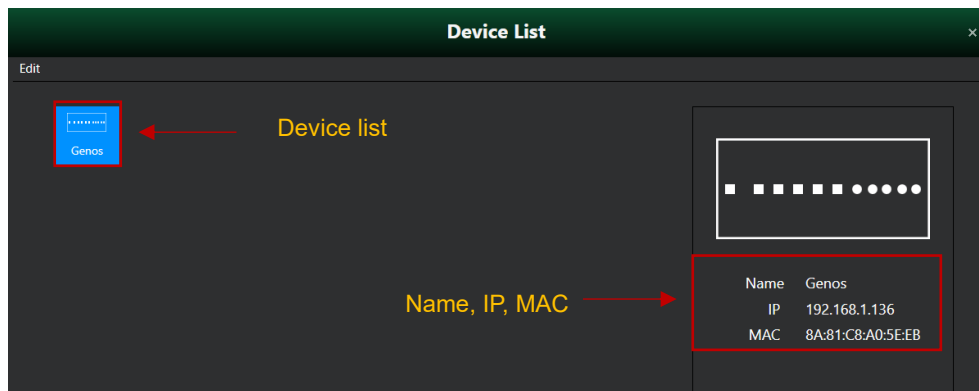 Device List
×
Edit
Genos
Device list
Name, IP, MAC
Name Genos
IP 192.168.1.136
MAC 8A:81:C8:A0:5E:EB